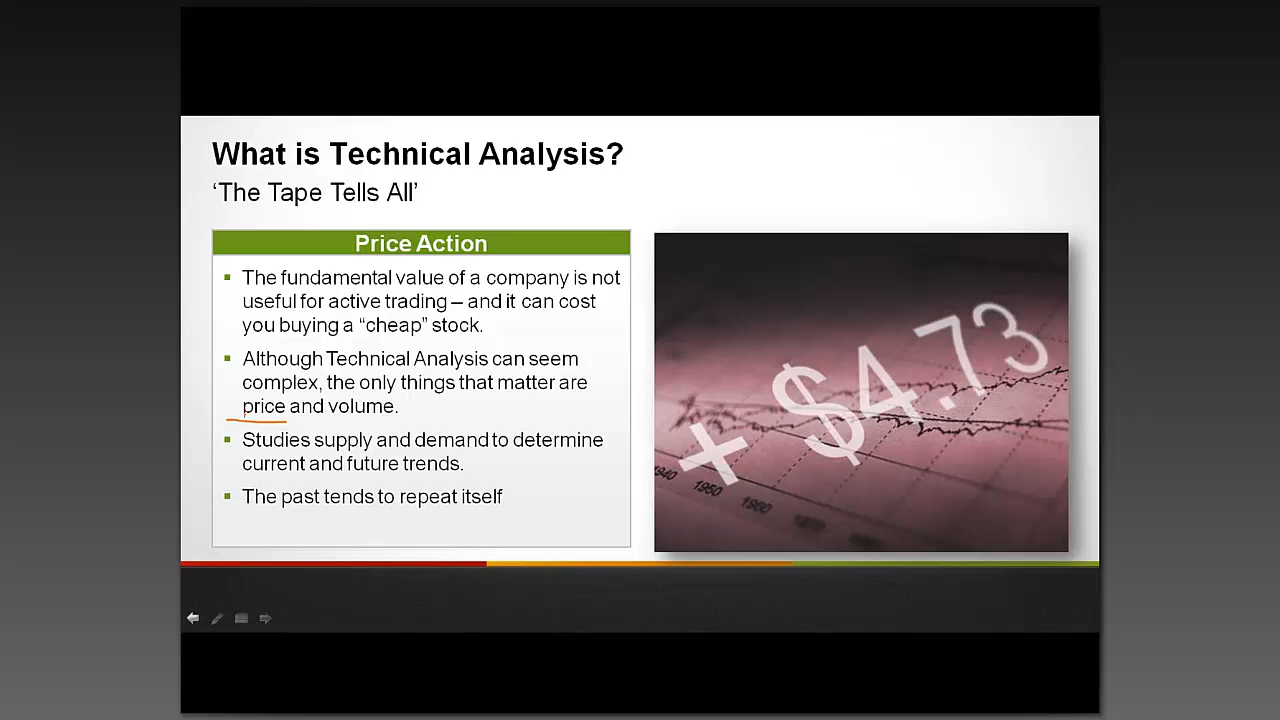 What is Technical Analysis?
‘The Tape Tells All’
Price Action
The fundamental value of a company is not
useful for active trading – and it can cost
you buying a “cheap” stock.
Although Technical Analysis can seem
complex, the only things that matter are
price and volume.
Studies supply and demand to determine
current and future trends.
The past tends to repeat itself
+ $4.73
1940
1950
1960